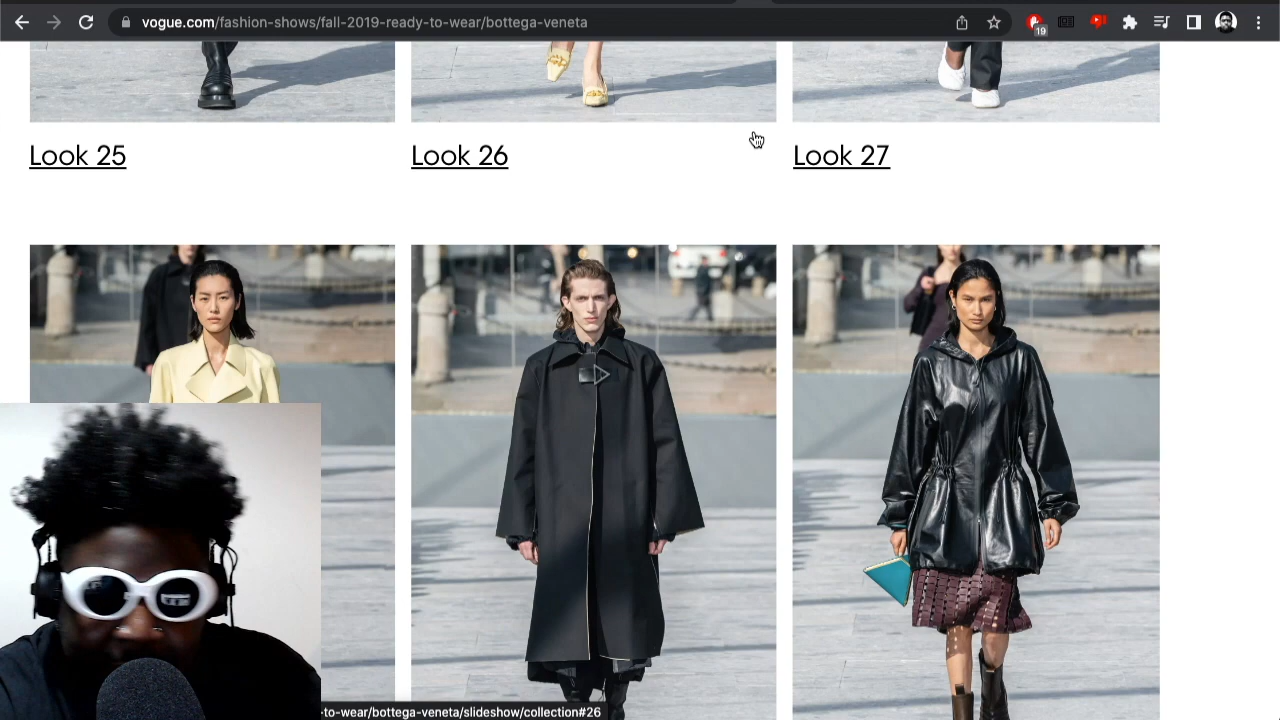 vogue.com/fashion-shows/fall-2019-ready-to-wear/bottega-veneta
19
Look 25
Look 26
Look 27
-to-wear/bottega-veneta/slideshow/collection#26